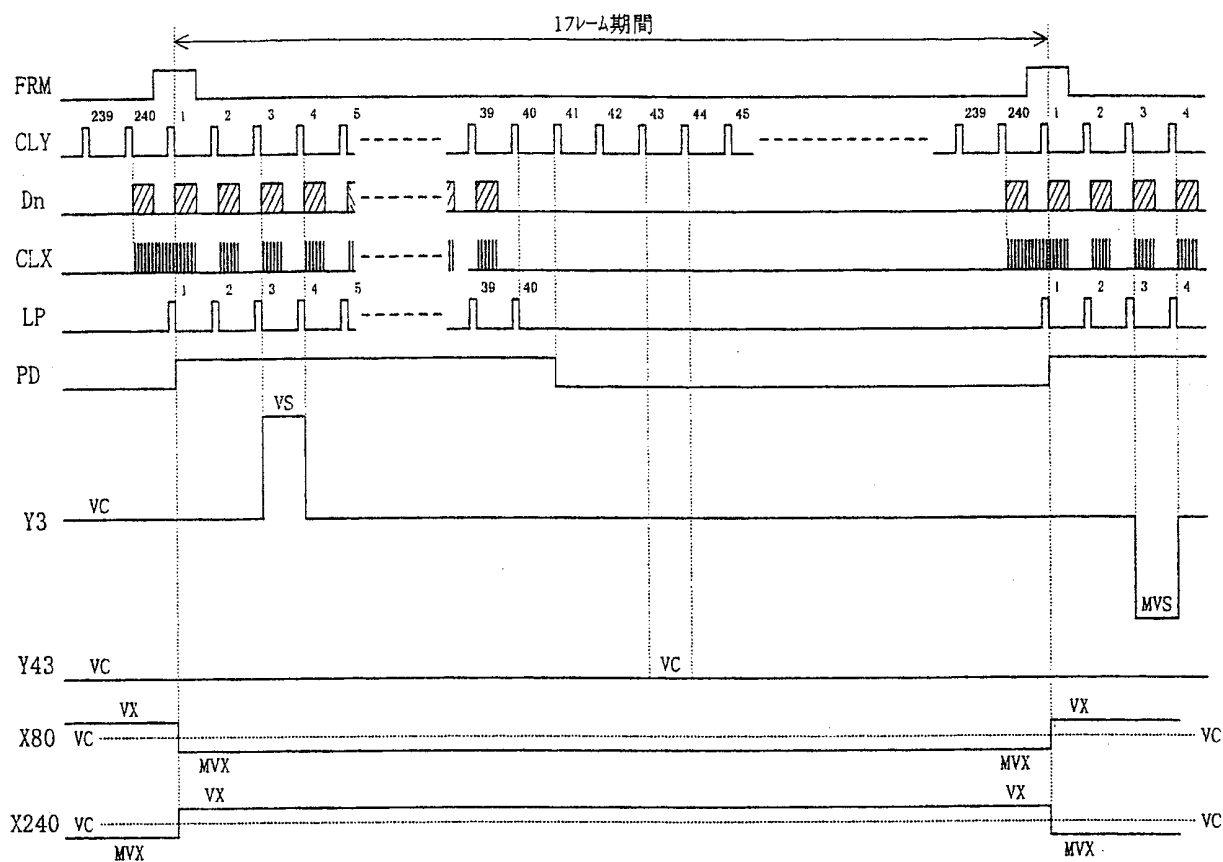 1フレーム期間
FRM
239 240 1 2 3 4 5 39 40 41 42 43 44 45 239 240 1 2 3 4
CLY
Dn
CLX
1 2 3 4 5 39 40 1 2 3 4
LP
PD
VS
VC
Y3
MVS
Y43 VC VC
VX VX
X80 VC VC
MVX MVX
VX VX
X240 VC VC
MVX MVX